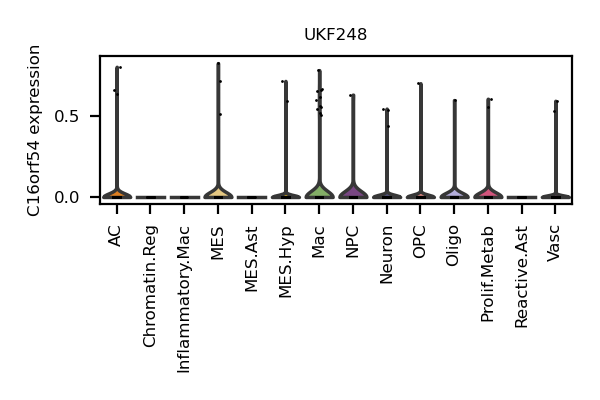 UKF248
C16orf54 expression
0.5
0.0
AC
Chromatin.Reg
Inflammatory.Mac
MES
MES.Ast
MES.Hyp
Mac
NPC
Neuron
OPC
Oligo
Prolif.Metab
Reactive.Ast
Vasc